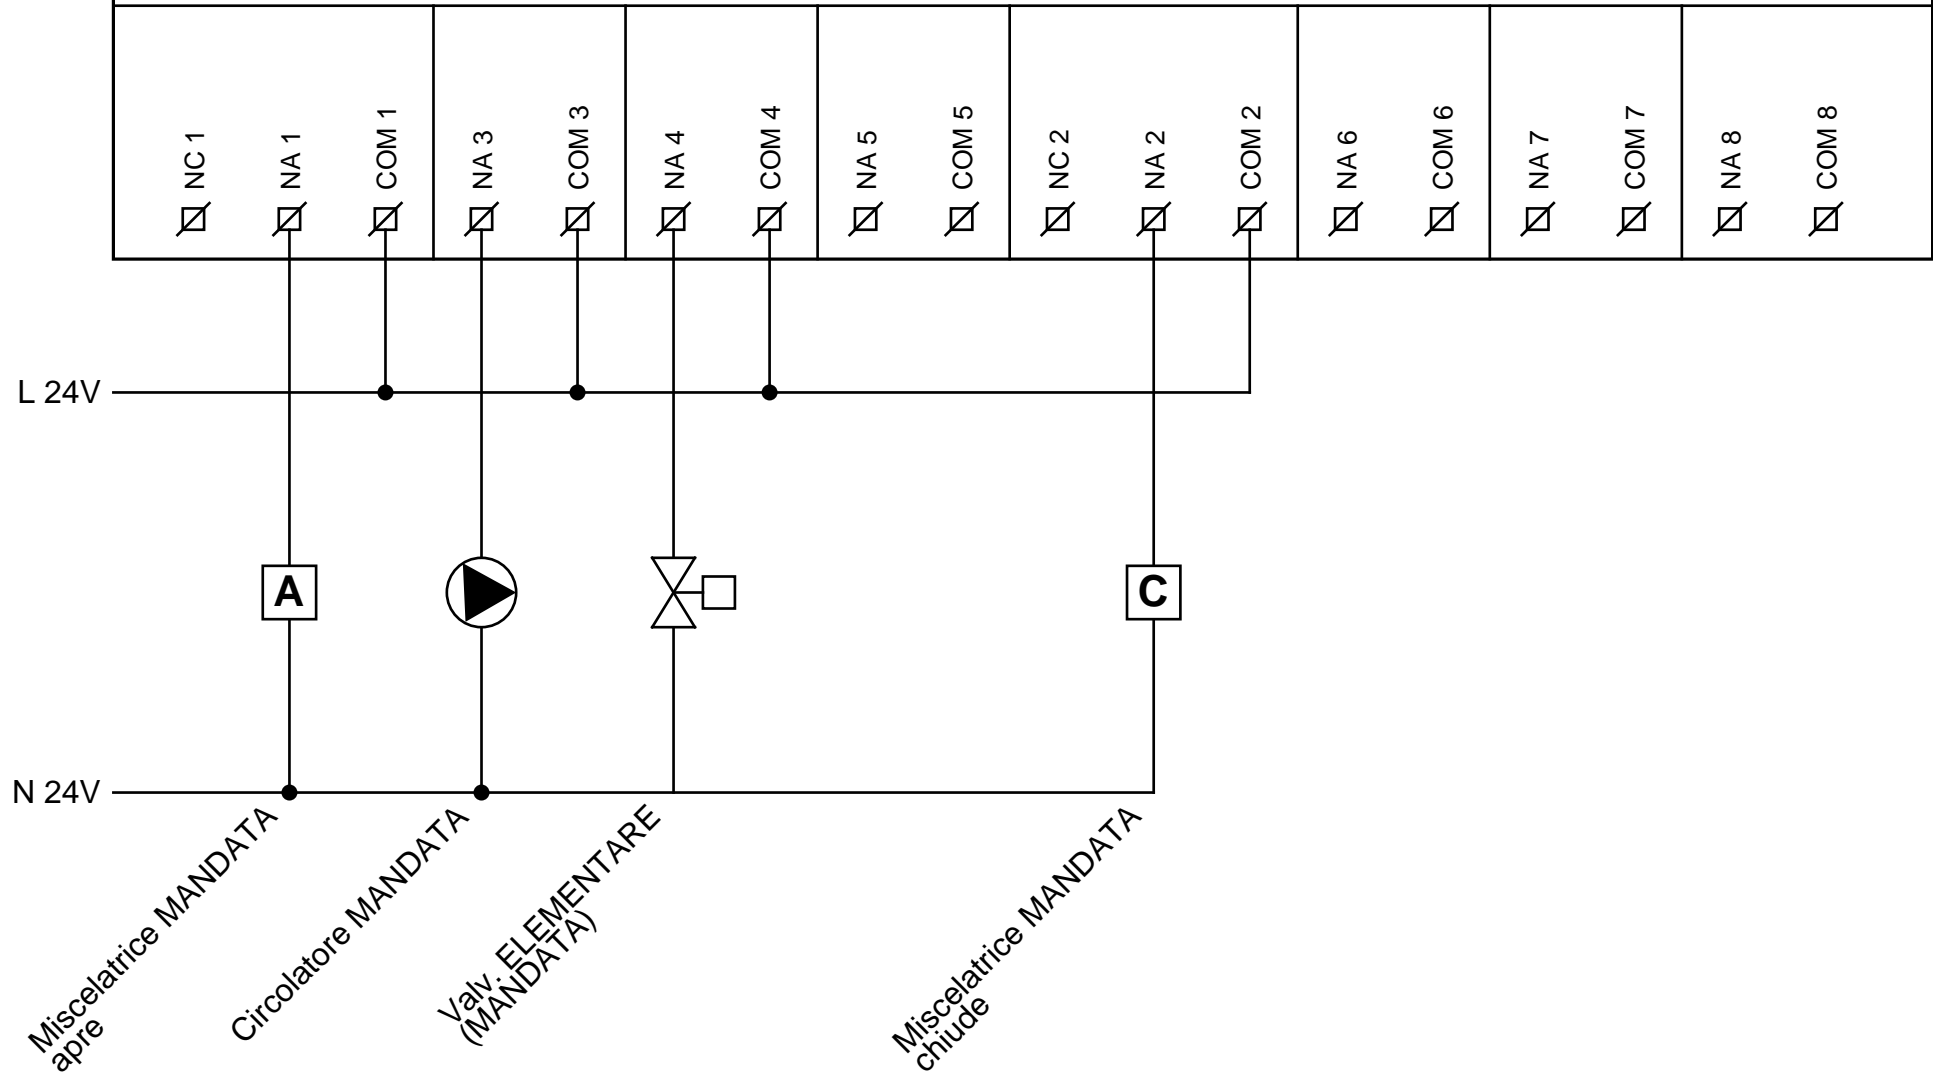 NC 1
NA 1
COM 1
NA 3
COM 3
NA 4
COM 4
NA 5
COM 5
NC 2
NA 2
COM 2
NA 6
COM 6
NA 7
COM 7
NA 8
COM 8
L 24V
A
C
N 24V
Miscelatrice MANDATA
apre
Circolatore MANDATA
Valv. ELEMENTARE
(MANDATA)
Miscelatrice MANDATA
chiude